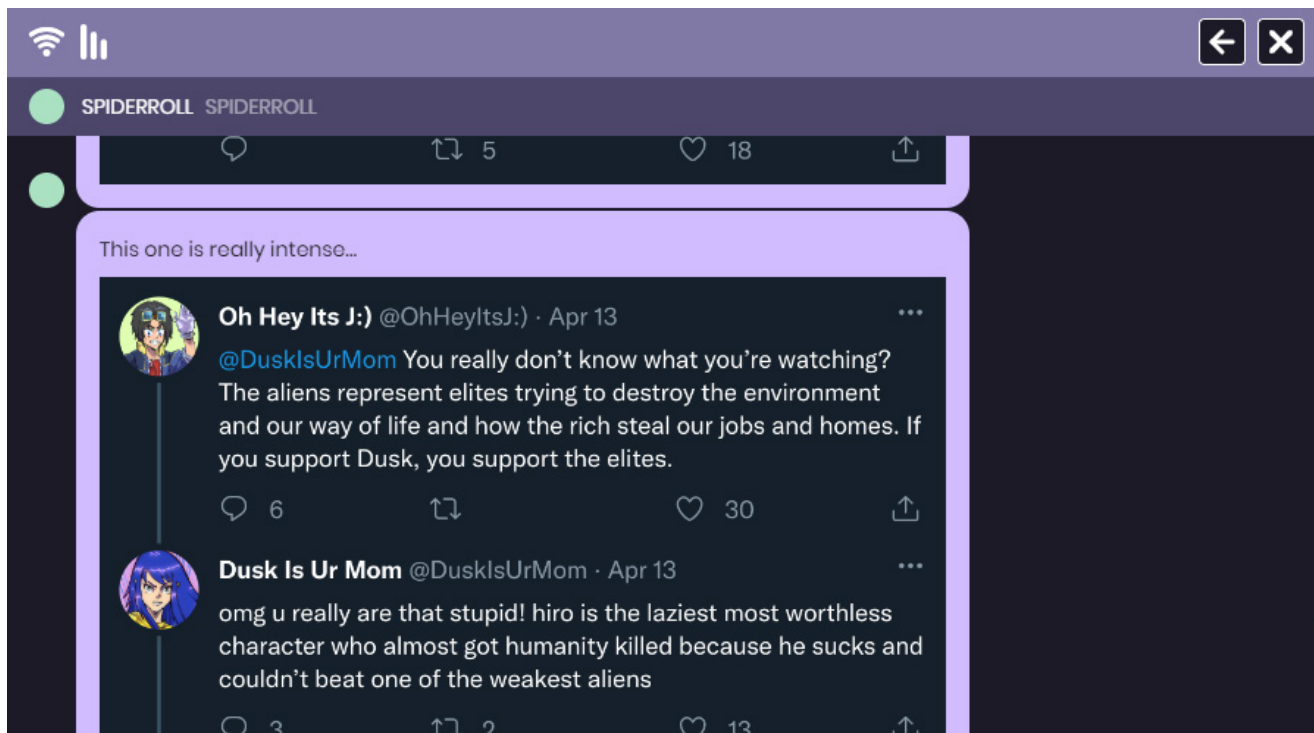 SPIDERROLL SPIDERROLL
5 18
This one is really intense...
Oh Hey Its J:) @OhHeyItsJ:) · Apr 13
@DuskIsUrMom You really don’t know what you’re watching?
The aliens represent elites trying to destroy the environment
and our way of life and how the rich steal our jobs and homes. If
you support Dusk, you support the elites.
6 30
Dusk Is Ur Mom @DuskIsUrMom · Apr 13
omg u really are that stupid! hiro is the laziest most worthless
character who almost got humanity killed because he sucks and
couldn’t beat one of the weakest aliens
3 2 13